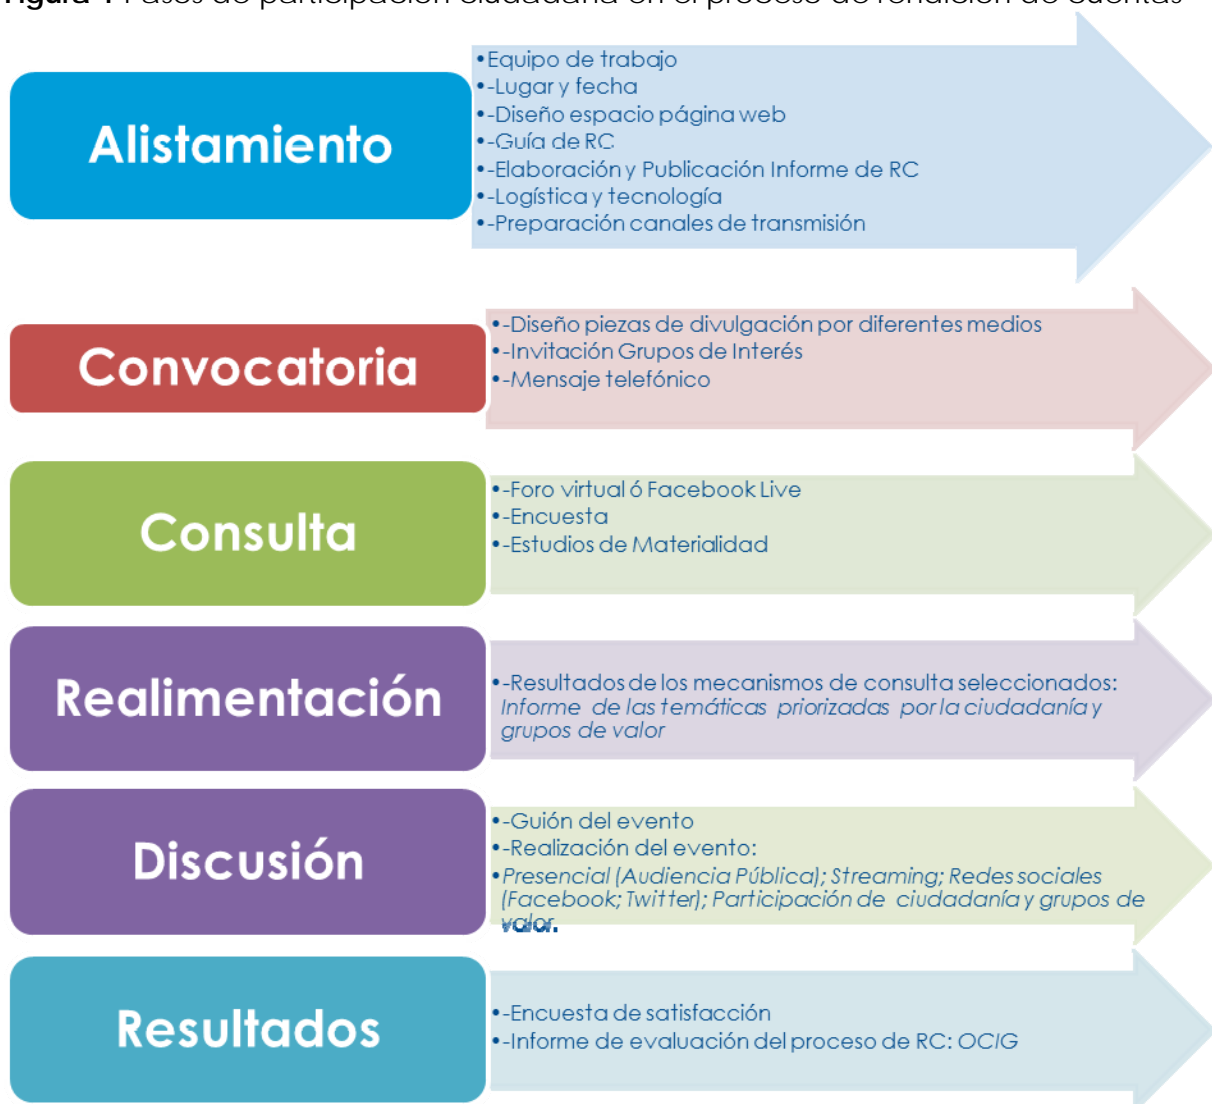 Alistamiento
•Equipo de trabajo
•-Lugar y fecha
•-Diseño espacio página web
•-Guía de RC
•-Elaboración y Publicación Informe de RC
•-Logística y tecnología
•-Preparación canales de transmisión
Convocatoria
•-Diseño piezas de divulgación por diferentes medios
•-Invitación Grupos de Interés
•-Mensaje telefónico
Consulta
•-Foro virtual ó Facebook Live
•-Encuesta
•-Estudios de Materialidad
Realimentación
•-Resultados de los mecanismos de consulta seleccionados:
Informe de las temáticas priorizadas por la ciudadanía y
grupos de valor
Discusión
•-Guión del evento
•-Realización del evento:
•Presencial (Audiencia Pública); Streaming; Redes sociales
(Facebook; Twitter); Participación de ciudadanía y grupos de
valor.
Resultados
•-Encuesta de satisfacción
•-Informe de evaluación del proceso de RC: OCIG